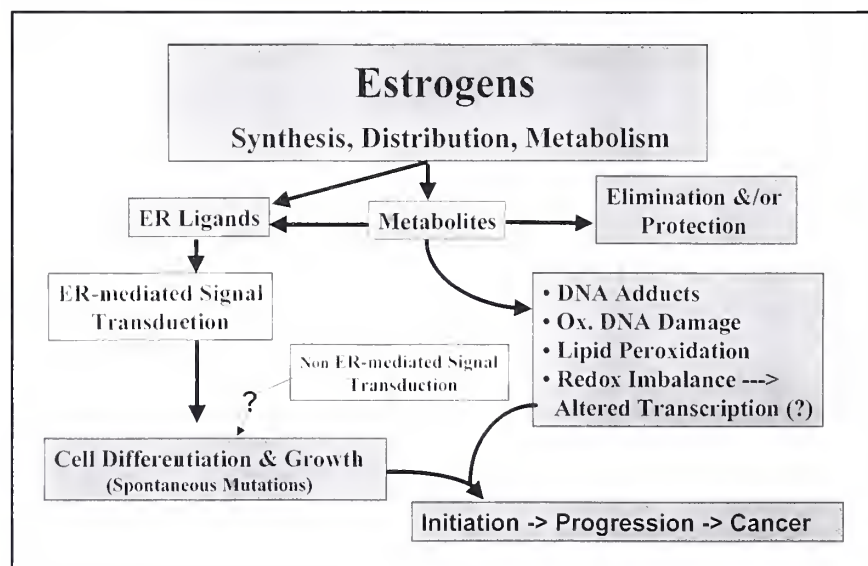 Estrogens
Synthesis, Distribution, Metabolism
ER Ligands
Metabolites
Elimination &/or
Protection
ER-mediated Signal
Transduction
• DNA Adducts
• Ox. DNA Damage
• Lipid Peroxidation
• Redox Imbalance --->
Altered Transcription (?)
Non ER-mediated Signal
Transduction
?
Cell Differentiation & Growth
(Spontaneous Mutations)
Initiation -> Progression -> Cancer